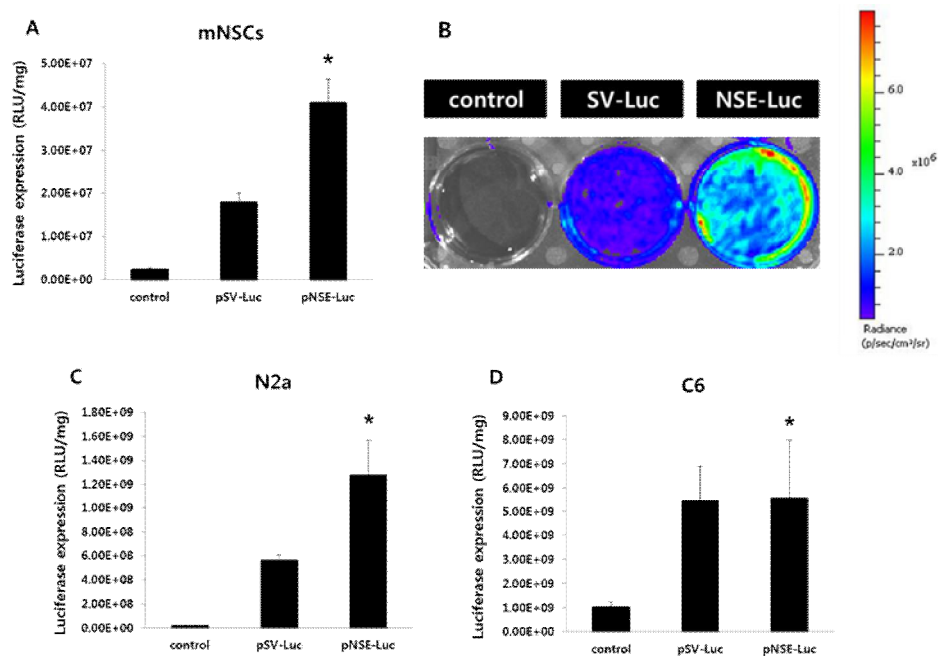 A
mNSCs
Luciferase expression (RLU/mg)
5.00E+07
4.00E+07
3.00E+07
2.00E+07
1.00E+07
0.00E+00
*
control
pSV-Luc
pNSE-Luc
B
control
SV-Luc
NSE-Luc
6.0
4.0
2.0
x10⁶
Radiance
(p/sec/cm²/sr)
C
N2a
Luciferase expression (RLU/mg)
1.80E+09
1.60E+09
1.40E+09
1.20E+09
1.00E+09
8.00E+08
6.00E+08
4.00E+08
2.00E+08
0.00E+00
*
control
pSV-Luc
pNSE-Luc
D
C6
Luciferase expression (RLU/mg)
9.00E+09
8.00E+09
7.00E+09
6.00E+09
5.00E+09
4.00E+09
3.00E+09
2.00E+09
1.00E+09
0.00E+00
*
control
pSV-Luc
pNSE-Luc